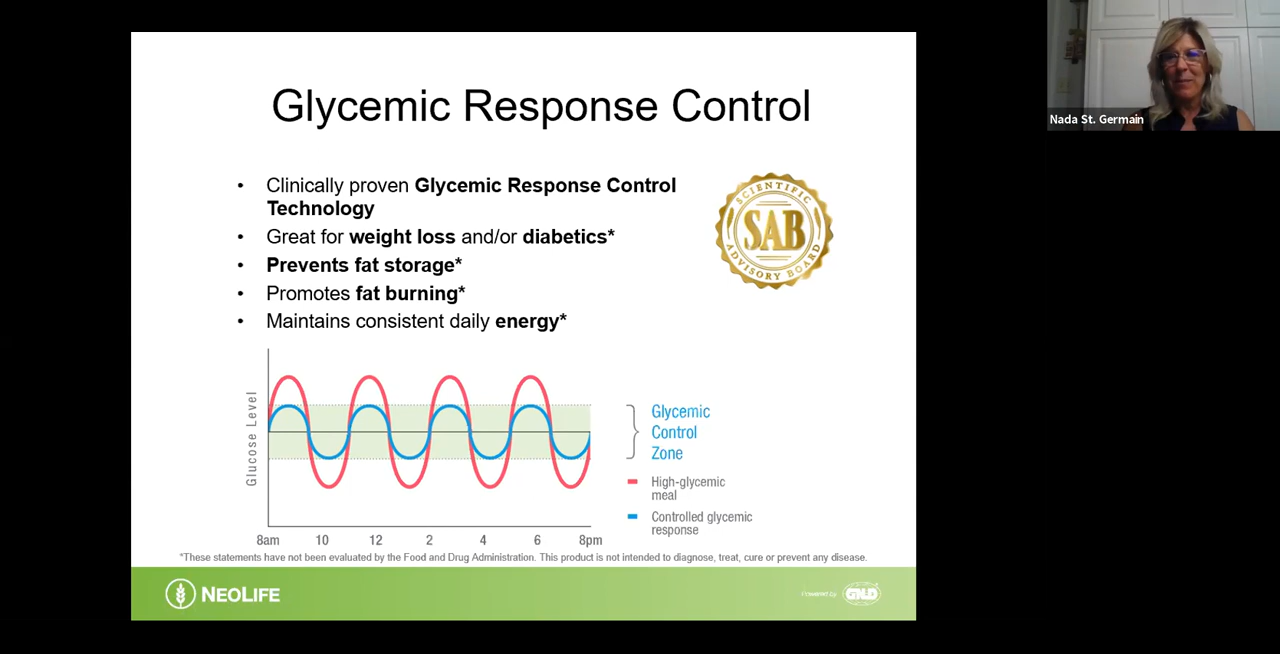 Glycemic Response Control
• Clinically proven Glycemic Response Control
Technology
• Great for weight loss and/or diabetics*
• Prevents fat storage*
• Promotes fat burning*
• Maintains consistent daily energy*
SCIENTIFIC
SAB
ADVISORY BOARD
Nada St. Germain
Glucose Level
Glycemic
Control
Zone
High-glycemic
meal
Controlled glycemic
response
8am 10 12 2 4 6 8pm
*These statements have not been evaluated by the Food and Drug Administration. This product is not intended to diagnose, treat, cure or prevent any disease.
NEOLIFE
Powered by GNLD